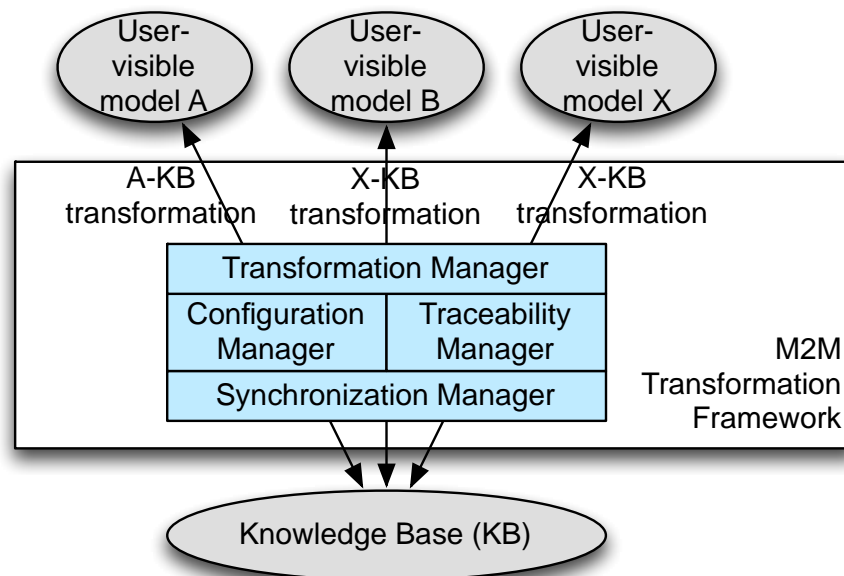 User-
visible
model A
User-
visible
model B
User-
visible
model X
A-KB
transformation
X-KB
transformation
X-KB
transformation
Transformation Manager
Configuration
Manager
Traceability
Manager
Synchronization Manager
M2M
Transformation
Framework
Knowledge Base (KB)